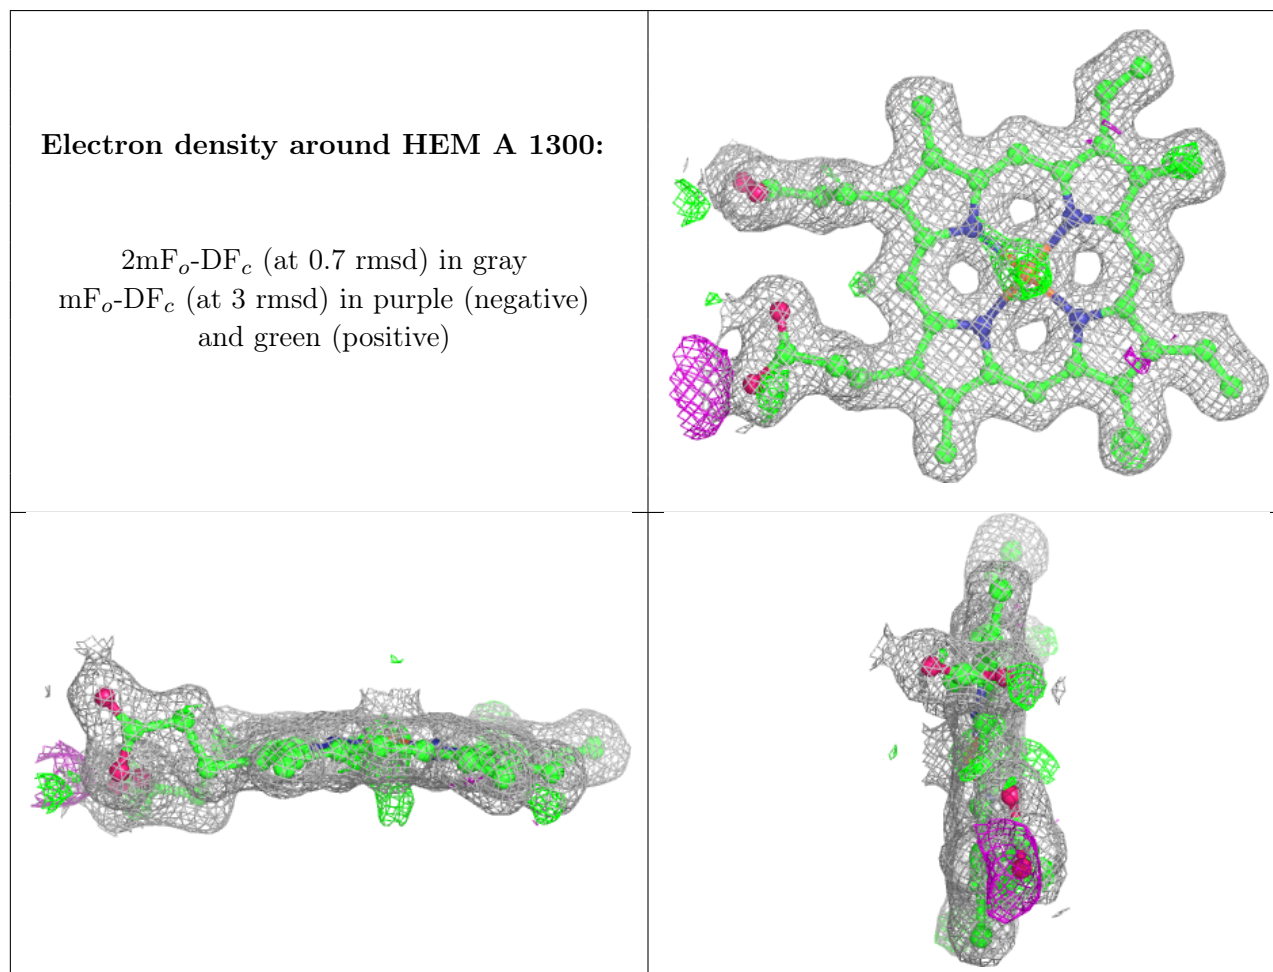 Electron density around HEM A 1300:
2mFo-DFc (at 0.7 rmsd) in gray
mFo-DFc (at 3 rmsd) in purple (negative)
and green (positive)